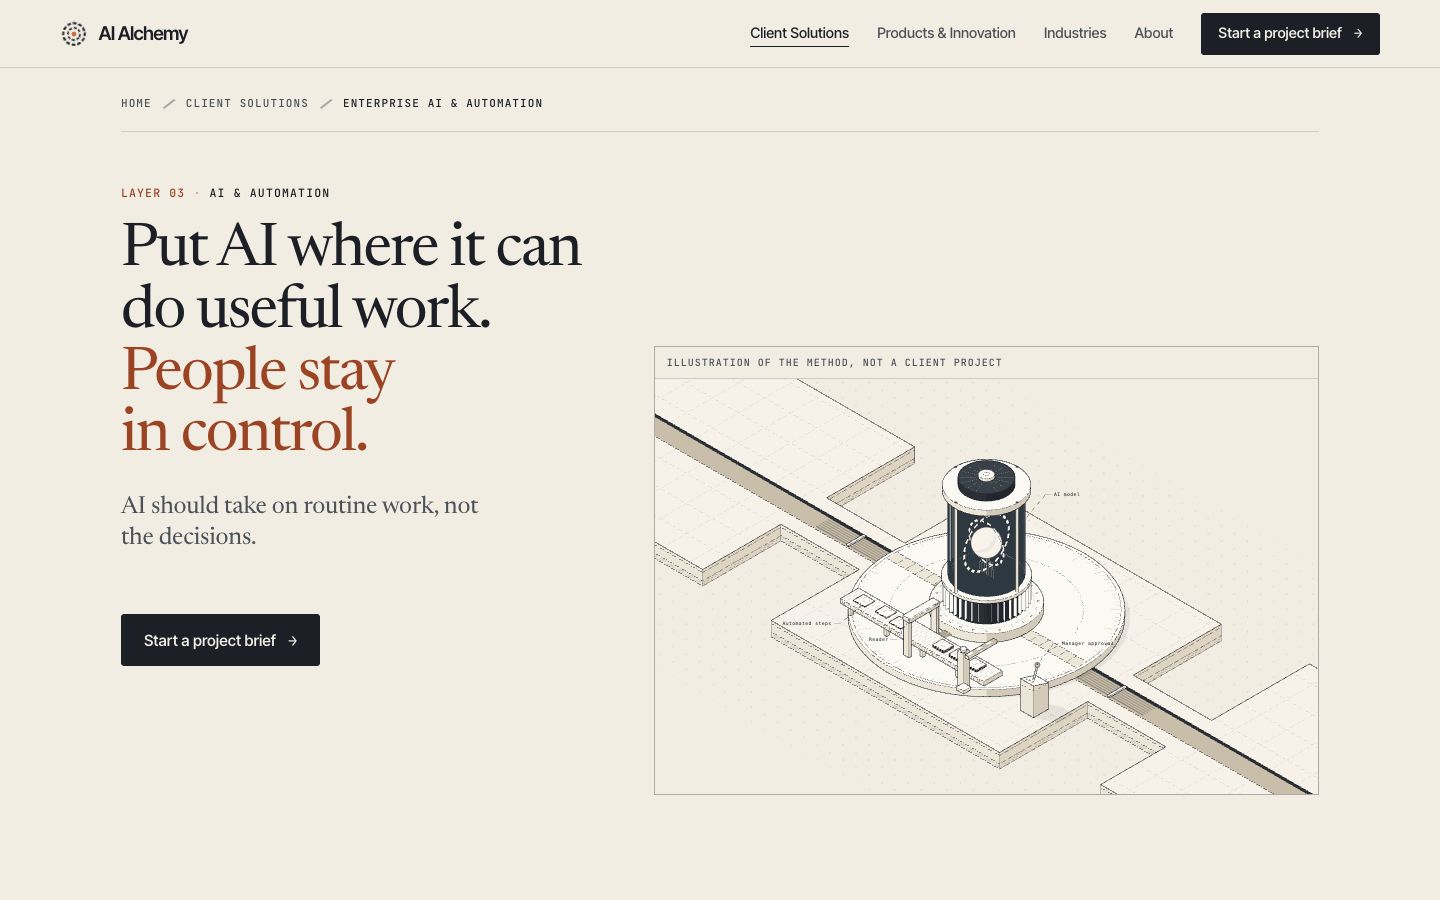 AI Alchemy
Client Solutions
Products & Innovation
Industries
About
Start a project brief →
HOME / CLIENT SOLUTIONS / ENTERPRISE AI & AUTOMATION
LAYER 03 · AI & AUTOMATION
Put AI where it can
do useful work.
People stay
in control.
AI should take on routine work, not
the decisions.
Start a project brief →
ILLUSTRATION OF THE METHOD, NOT A CLIENT PROJECT
AI model
Automated steps
Reader
Manager approval